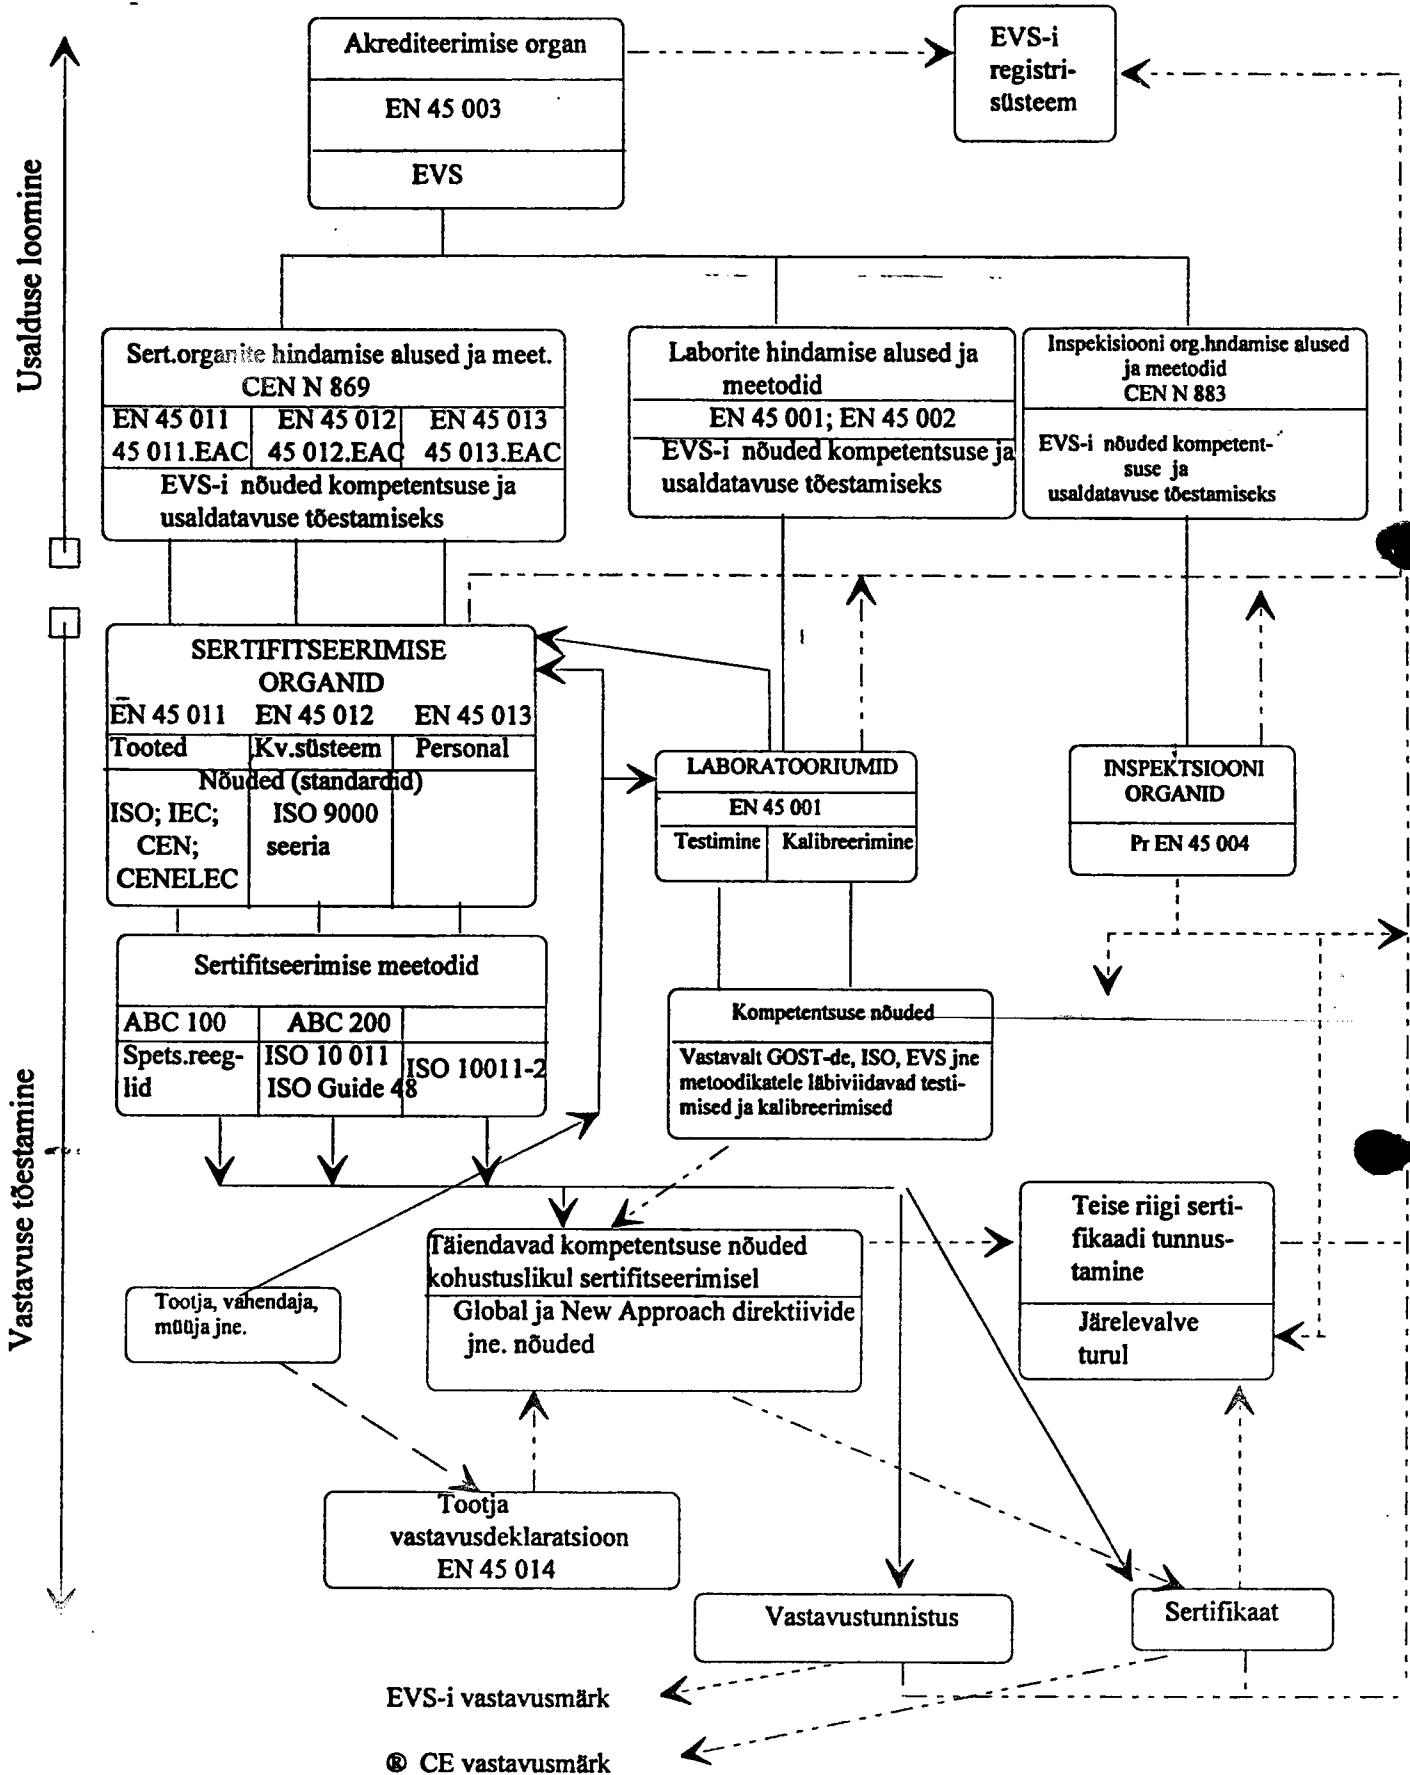 Akrediteerimise organ
EN 45 003
EVS
EVS-i
registri-
süsteem
Usalduse loomine
Sert.organite hindamise alused ja meet.
CEN N 869
EN 45 011 EN 45 012 EN 45 013
45 011.EAC 45 012.EAC 45 013.EAC
EVS-i nõuded kompetentsuse ja
usaldatavuse tõestamiseks
Laborite hindamise alused ja
meetodid
EN 45 001; EN 45 002
EVS-i nõuded kompetentsuse ja
usaldatavuse tõestamiseks
Inspekisiooni org.hndamise alused
ja meetodid
CEN N 883
EVS-i nõuded kompetent-
suse ja
usaldatavuse tõestamiseks
SERTIFITSEERIMISE
ORGANID
EN 45 011 EN 45 012 EN 45 013
Tooted Kv.süsteem Personal
Nõuded (standardid)
ISO; IEC; ISO 9000
CEN; seeria
CENELEC
LABORATOORIUMID
EN 45 001
Testimine Kalibreerimine
INSPEKTSIOONI
ORGANID
Pr EN 45 004
Sertifitseerimise meetodid
ABC 100 ABC 200
Spets.reeg- ISO 10 011 ISO 10011-2
lid ISO Guide 48
Kompetentsuse nõuded
Vastavalt GOST-de, ISO, EVS jne
metoodikatele läbiviidavad testi-
mised ja kalibreerimised
Vastavuse tõestamine
Täiendavad kompetentsuse nõuded
kohustuslikul sertifitseerimisel
Global ja New Approach direktiivide
jne. nõuded
Teise riigi serti-
fikaadi tunnus-
tamine
Järelevalve
turul
Tootja, vahendaja,
müüja jne.
Tootja
vastavusdeklaratsioon
EN 45 014
Vastavustunnistus
Sertifikaat
EVS-i vastavusmärk
® CE vastavusmärk